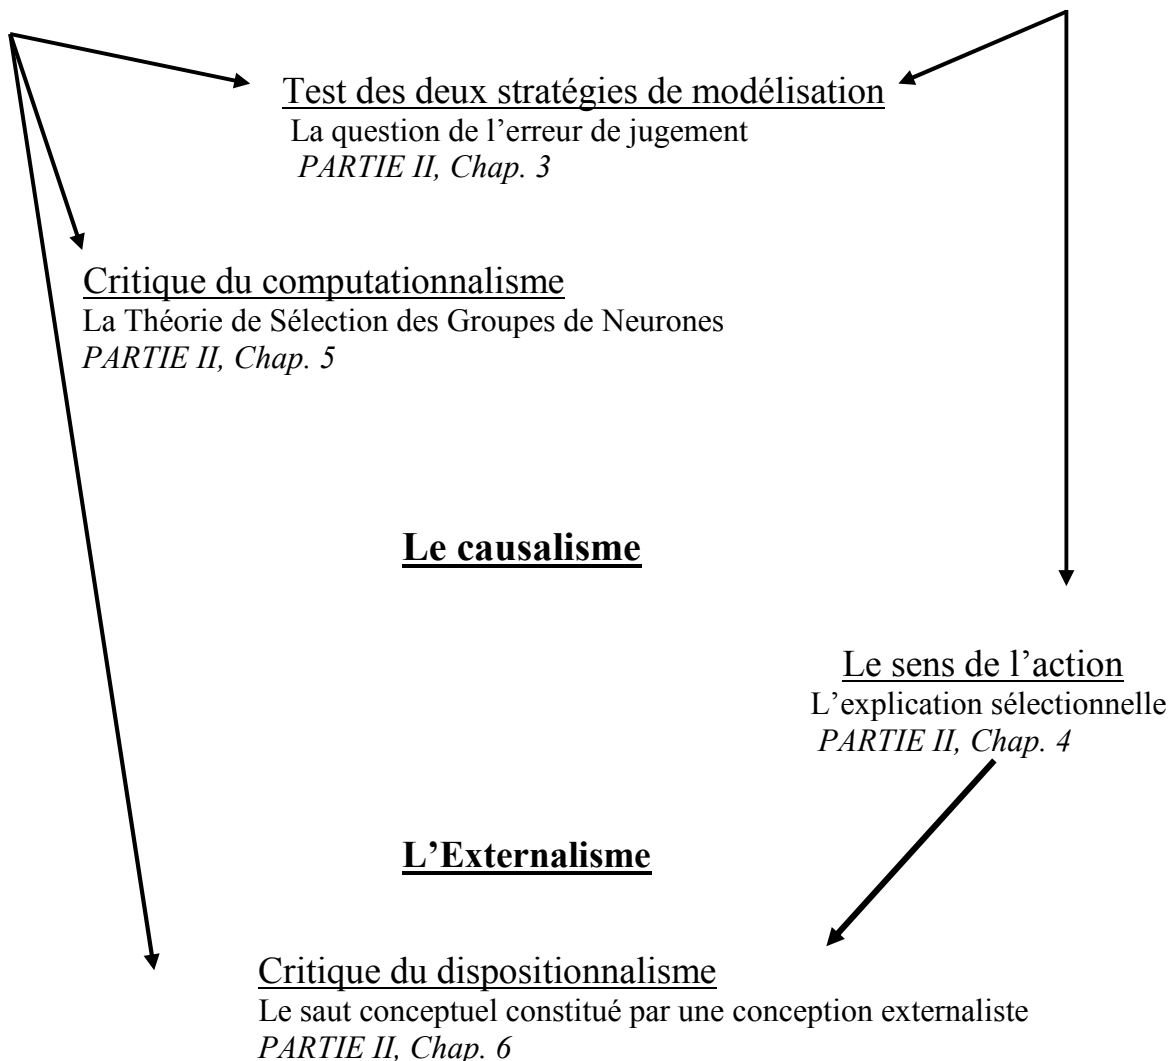 Test des deux stratégies de modélisation
La question de l’erreur de jugement
PARTIE II, Chap. 3
Critique du computationnalisme
La Théorie de Sélection des Groupes de Neurones
PARTIE II, Chap. 5
Le causalisme
Le sens de l’action
L’explication sélectionnelle
PARTIE II, Chap. 4
L’Externalisme
Critique du dispositionnalisme
Le saut conceptuel constitué par une conception externaliste
PARTIE II, Chap. 6